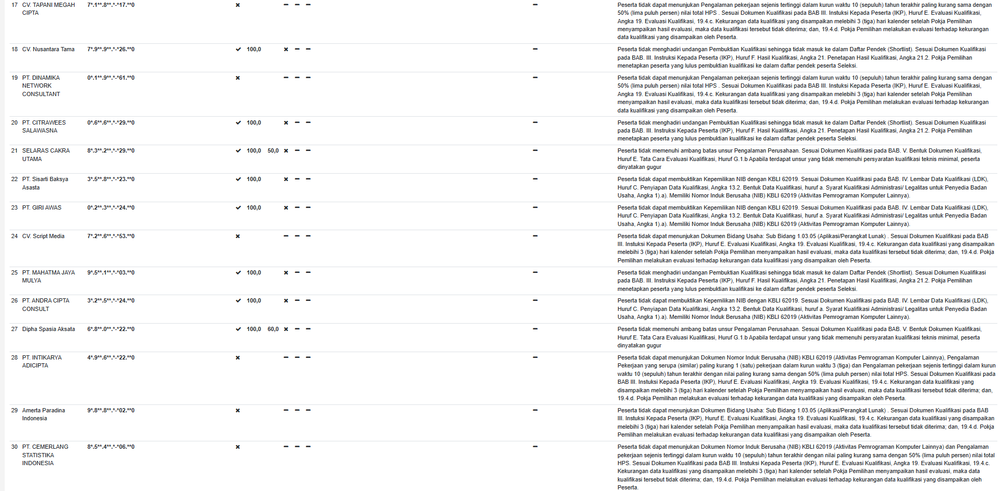 17 CV. TAPANI MEGAH CIPTA 7*.1**.8**.*-*17.**0 ✖ − − − −
Peserta tidak dapat menunjukan Pengalaman pekerjaan sejenis tertinggi dalam kurun waktu 10 (sepuluh) tahun terakhir paling kurang sama dengan
50% (lima puluh persen) nilai total HPS . Sesuai Dokumen Kualifikasi pada BAB III. Instuksi Kepada Peserta (IKP), Huruf E. Evaluasi Kualifikasi,
Angka 19. Evaluasi Kualifikasi, 19.4.c. Kekurangan data kualifikasi yang disampaikan melebihi 3 (tiga) hari kalender setelah Pokja Pemilihan
menyampaikan hasil evaluasi, maka data kualifikasi tersebut tidak diterima; dan, 19.4.d. Pokja Pemilihan melakukan evaluasi terhadap kekurangan
data kualifikasi yang disampaikan oleh Peserta.
18 CV. Nusantara Tama 7*.9**.9**.*-*26.**0 ✔ 100,0 ✖ − − −
Peserta tidak menghadiri undangan Pembuktian Kualifikasi sehingga tidak masuk ke dalam Daftar Pendek (Shortlist). Sesuai Dokumen Kualifikasi
pada BAB. III. Instruksi Kepada Peserta (IKP), Huruf F. Hasil Kualifikasi, Angka 21. Penetapan Hasil Kualifikasi, Angka 21.2. Pokja Pemilihan
menetapkan peserta yang lulus pembuktian kualifikasi ke dalam daftar pendek peserta Seleksi.
19 PT. DINAMIKA NETWORK CONSULTANT 0*.1**.9**.*-*61.**0 ✖ − − − −
Peserta tidak dapat menunjukan Pengalaman pekerjaan sejenis tertinggi dalam kurun waktu 10 (sepuluh) tahun terakhir paling kurang sama dengan
50% (lima puluh persen) nilai total HPS . Sesuai Dokumen Kualifikasi pada BAB III. Instuksi Kepada Peserta (IKP), Huruf E. Evaluasi Kualifikasi,
Angka 19. Evaluasi Kualifikasi, 19.4.c. Kekurangan data kualifikasi yang disampaikan melebihi 3 (tiga) hari kalender setelah Pokja Pemilihan
menyampaikan hasil evaluasi, maka data kualifikasi tersebut tidak diterima; dan, 19.4.d. Pokja Pemilihan melakukan evaluasi terhadap kekurangan
data kualifikasi yang disampaikan oleh Peserta.
20 PT. CITRAWEES SALAWASNA 0*.6**.6**.*-*29.**0 ✔ 100,0 ✖ − − −
Peserta tidak menghadiri undangan Pembuktian Kualifikasi sehingga tidak masuk ke dalam Daftar Pendek (Shortlist). Sesuai Dokumen Kualifikasi
pada BAB. III. Instruksi Kepada Peserta (IKP), Huruf F. Hasil Kualifikasi, Angka 21. Penetapan Hasil Kualifikasi, Angka 21.2. Pokja Pemilihan
menetapkan peserta yang lulus pembuktian kualifikasi ke dalam daftar pendek peserta Seleksi.
21 SELARAS CAKRA UTAMA 8*.3**.2**.*-*29.**0 ✔ 100,0 50,0 ✖ − − −
Peserta tidak memenuhi ambang batas unsur Pengalaman Perusahaan. Sesuai Dokumen Kualifikasi pada BAB. V. Bentuk Dokumen Kualifikasi,
Huruf E. Tata Cara Evaluasi Kualifikasi, Huruf G.1.b Apabila terdapat unsur yang tidak memenuhi persyaratan kualifikasi teknis minimal, peserta
dinyatakan gugur
22 PT. Sisarti Baksya Asasta 3*.5**.8**.*-*23.**0 ✔ 100,0 ✖ − − −
Peserta tidak dapat membuktikan Kepemilikan NIB dengan KBLI 62019. Sesuai Dokumen Kualifikasi pada BAB. IV. Lembar Data Kualifikasi (LDK),
Huruf C. Penyiapan Data Kualifikasi, Angka 13.2. Bentuk Data Kualifikasi, huruf a. Syarat Kualifikasi Administrasi/ Legalitas untuk Penyedia Badan
Usaha, Angka 1).a). Memiliki Nomor Induk Berusaha (NIB) KBLI 62019 (Aktivitas Pemrograman Komputer Lainnya).
23 PT. GIRI AWAS 0*.2**.3**.*-*24.**0 ✔ 100,0 ✖ − − −
Peserta tidak dapat membuktikan Kepemilikan NIB dengan KBLI 62019. Sesuai Dokumen Kualifikasi pada BAB. IV. Lembar Data Kualifikasi (LDK),
Huruf C. Penyiapan Data Kualifikasi, Angka 13.2. Bentuk Data Kualifikasi, huruf a. Syarat Kualifikasi Administrasi/ Legalitas untuk Penyedia Badan
Usaha, Angka 1).a). Memiliki Nomor Induk Berusaha (NIB) KBLI 62019 (Aktivitas Pemrograman Komputer Lainnya).
24 CV. Script Media 7*.2**.6**.*-*53.**0 ✖ − − − −
Peserta tidak dapat menunjukan Dokumen Bidang Usaha: Sub Bidang 1.03.05 (Aplikasi/Perangkat Lunak) . Sesuai Dokumen Kualifikasi pada BAB
III. Instuksi Kepada Peserta (IKP), Huruf E. Evaluasi Kualifikasi, Angka 19. Evaluasi Kualifikasi, 19.4.c. Kekurangan data kualifikasi yang disampaikan
melebihi 3 (tiga) hari kalender setelah Pokja Pemilihan menyampaikan hasil evaluasi, maka data kualifikasi tersebut tidak diterima; dan, 19.4.d. Pokja
Pemilihan melakukan evaluasi terhadap kekurangan data kualifikasi yang disampaikan oleh Peserta.
25 PT. MAHATMA JAYA MULYA 9*.5**.1**.*-*03.**0 ✔ 100,0 ✖ − − −
Peserta tidak menghadiri undangan Pembuktian Kualifikasi sehingga tidak masuk ke dalam Daftar Pendek (Shortlist). Sesuai Dokumen Kualifikasi
pada BAB. III. Instruksi Kepada Peserta (IKP), Huruf F. Hasil Kualifikasi, Angka 21. Penetapan Hasil Kualifikasi, Angka 21.2. Pokja Pemilihan
menetapkan peserta yang lulus pembuktian kualifikasi ke dalam daftar pendek peserta Seleksi.
26 PT. ANDRA CIPTA CONSULT 3*.2**.5**.*-*24.**0 ✔ 100,0 ✖ − − −
Peserta tidak dapat membuktikan Kepemilikan NIB dengan KBLI 62019. Sesuai Dokumen Kualifikasi pada BAB. IV. Lembar Data Kualifikasi (LDK),
Huruf C. Penyiapan Data Kualifikasi, Angka 13.2. Bentuk Data Kualifikasi, huruf a. Syarat Kualifikasi Administrasi/ Legalitas untuk Penyedia Badan
Usaha, Angka 1).a). Memiliki Nomor Induk Berusaha (NIB) KBLI 62019 (Aktivitas Pemrograman Komputer Lainnya).
27 Dipha Spasia Aksata 6*.8**.0**.*-*22.**0 ✔ 100,0 60,0 ✖ − − −
Peserta tidak memenuhi ambang batas unsur Pengalaman Perusahaan. Sesuai Dokumen Kualifikasi pada BAB. V. Bentuk Dokumen Kualifikasi,
Huruf E. Tata Cara Evaluasi Kualifikasi, Huruf G.1.b Apabila terdapat unsur yang tidak memenuhi persyaratan kualifikasi teknis minimal, peserta
dinyatakan gugur
28 PT. INTIKARYA ADICIPTA 4*.9**.6**.*-*22.**0 ✖ − − − −
Peserta tidak dapat menunjukan Dokumen Nomor Induk Berusaha (NIB) KBLI 62019 (Aktivitas Pemrograman Komputer Lainnya), Pengalaman
Pekerjaan yang serupa (similar) paling kurang 1 (satu) pekerjaan dalam kurun waktu 3 (tiga) dan Pengalaman pekerjaan sejenis tertinggi dalam kurun
waktu 10 (sepuluh) tahun terakhir dengan nilai paling kurang sama dengan 50% (lima puluh persen) nilai total HPS. Sesuai Dokumen Kualifikasi pada
BAB III. Instuksi Kepada Peserta (IKP), Huruf E. Evaluasi Kualifikasi, Angka 19. Evaluasi Kualifikasi, 19.4.c. Kekurangan data kualifikasi yang
disampaikan melebihi 3 (tiga) hari kalender setelah Pokja Pemilihan menyampaikan hasil evaluasi, maka data kualifikasi tersebut tidak diterima; dan,
19.4.d. Pokja Pemilihan melakukan evaluasi terhadap kekurangan data kualifikasi yang disampaikan oleh Peserta.
29 Amerta Paradina Indonesia 9*.8**.8**.*-*02.**0 ✖ − − − −
Peserta tidak dapat menunjukan Dokumen Bidang Usaha: Sub Bidang 1.03.05 (Aplikasi/Perangkat Lunak) . Sesuai Dokumen Kualifikasi pada BAB
III. Instuksi Kepada Peserta (IKP), Huruf E. Evaluasi Kualifikasi, Angka 19. Evaluasi Kualifikasi, 19.4.c. Kekurangan data kualifikasi yang disampaikan
melebihi 3 (tiga) hari kalender setelah Pokja Pemilihan menyampaikan hasil evaluasi, maka data kualifikasi tersebut tidak diterima; dan, 19.4.d. Pokja
Pemilihan melakukan evaluasi terhadap kekurangan data kualifikasi yang disampaikan oleh Peserta.
30 PT. CEMERLANG STATISTIKA INDONESIA 8*.5**.4**.*-*06.**0 ✖ − − − −
Peserta tidak dapat menunjukan Dokumen Nomor Induk Berusaha (NIB) KBLI 62019 (Aktivitas Pemrograman Komputer Lainnya) dan Pengalaman
pekerjaan sejenis tertinggi dalam kurun waktu 10 (sepuluh) tahun terakhir dengan nilai paling kurang sama dengan 50% (lima puluh persen) nilai total
HPS. Sesuai Dokumen Kualifikasi pada BAB III. Instuksi Kepada Peserta (IKP), Huruf E. Evaluasi Kualifikasi, Angka 19. Evaluasi Kualifikasi, 19.4.c.
Kekurangan data kualifikasi yang disampaikan melebihi 3 (tiga) hari kalender setelah Pokja Pemilihan menyampaikan hasil evaluasi, maka data
kualifikasi tersebut tidak diterima; dan, 19.4.d. Pokja Pemilihan melakukan evaluasi terhadap kekurangan data kualifikasi yang disampaikan oleh
Peserta.